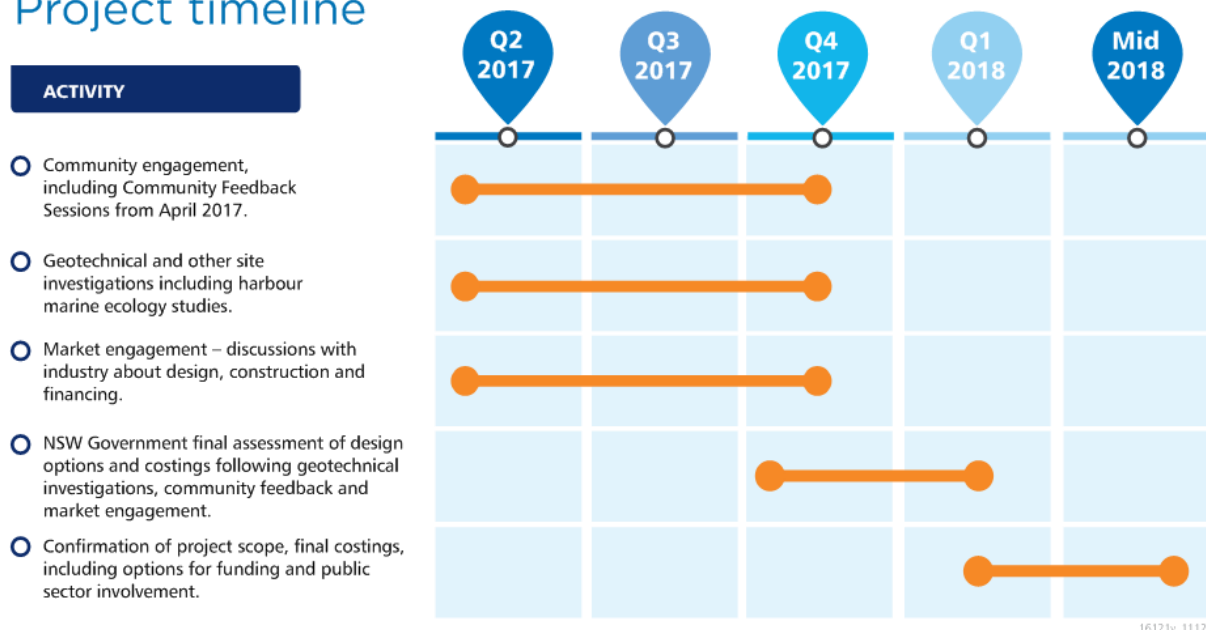 Project timeline
Q2
2017
Q3
2017
Q4
2017
Q1
2018
Mid
2018
ACTIVITY
Community engagement,
including Community Feedback
Sessions from April 2017.
Geotechnical and other site
investigations including harbour
marine ecology studies.
Market engagement – discussions with
industry about design, construction and
financing.
NSW Government final assessment of design
options and costings following geotechnical
investigations, community feedback and
market engagement.
Confirmation of project scope, final costings,
including options for funding and public
sector involvement.